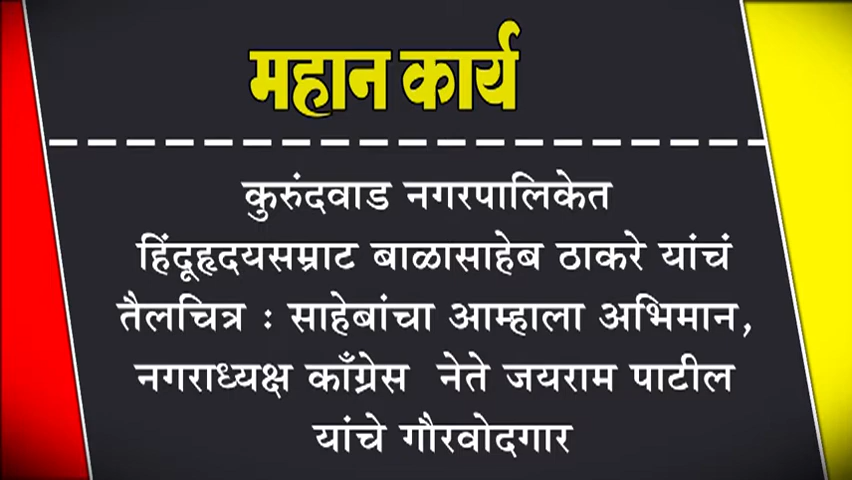 महान कार्य
कुरुंदवाड नगरपालिकेत
हिंदूहृदयसम्राट बाळासाहेब ठाकरे यांचं
तैलचित्र : साहेबांचा आम्हाला अभिमान,
नगराध्यक्ष काँग्रेस नेते जयराम पाटील
यांचे गौरवोदगार